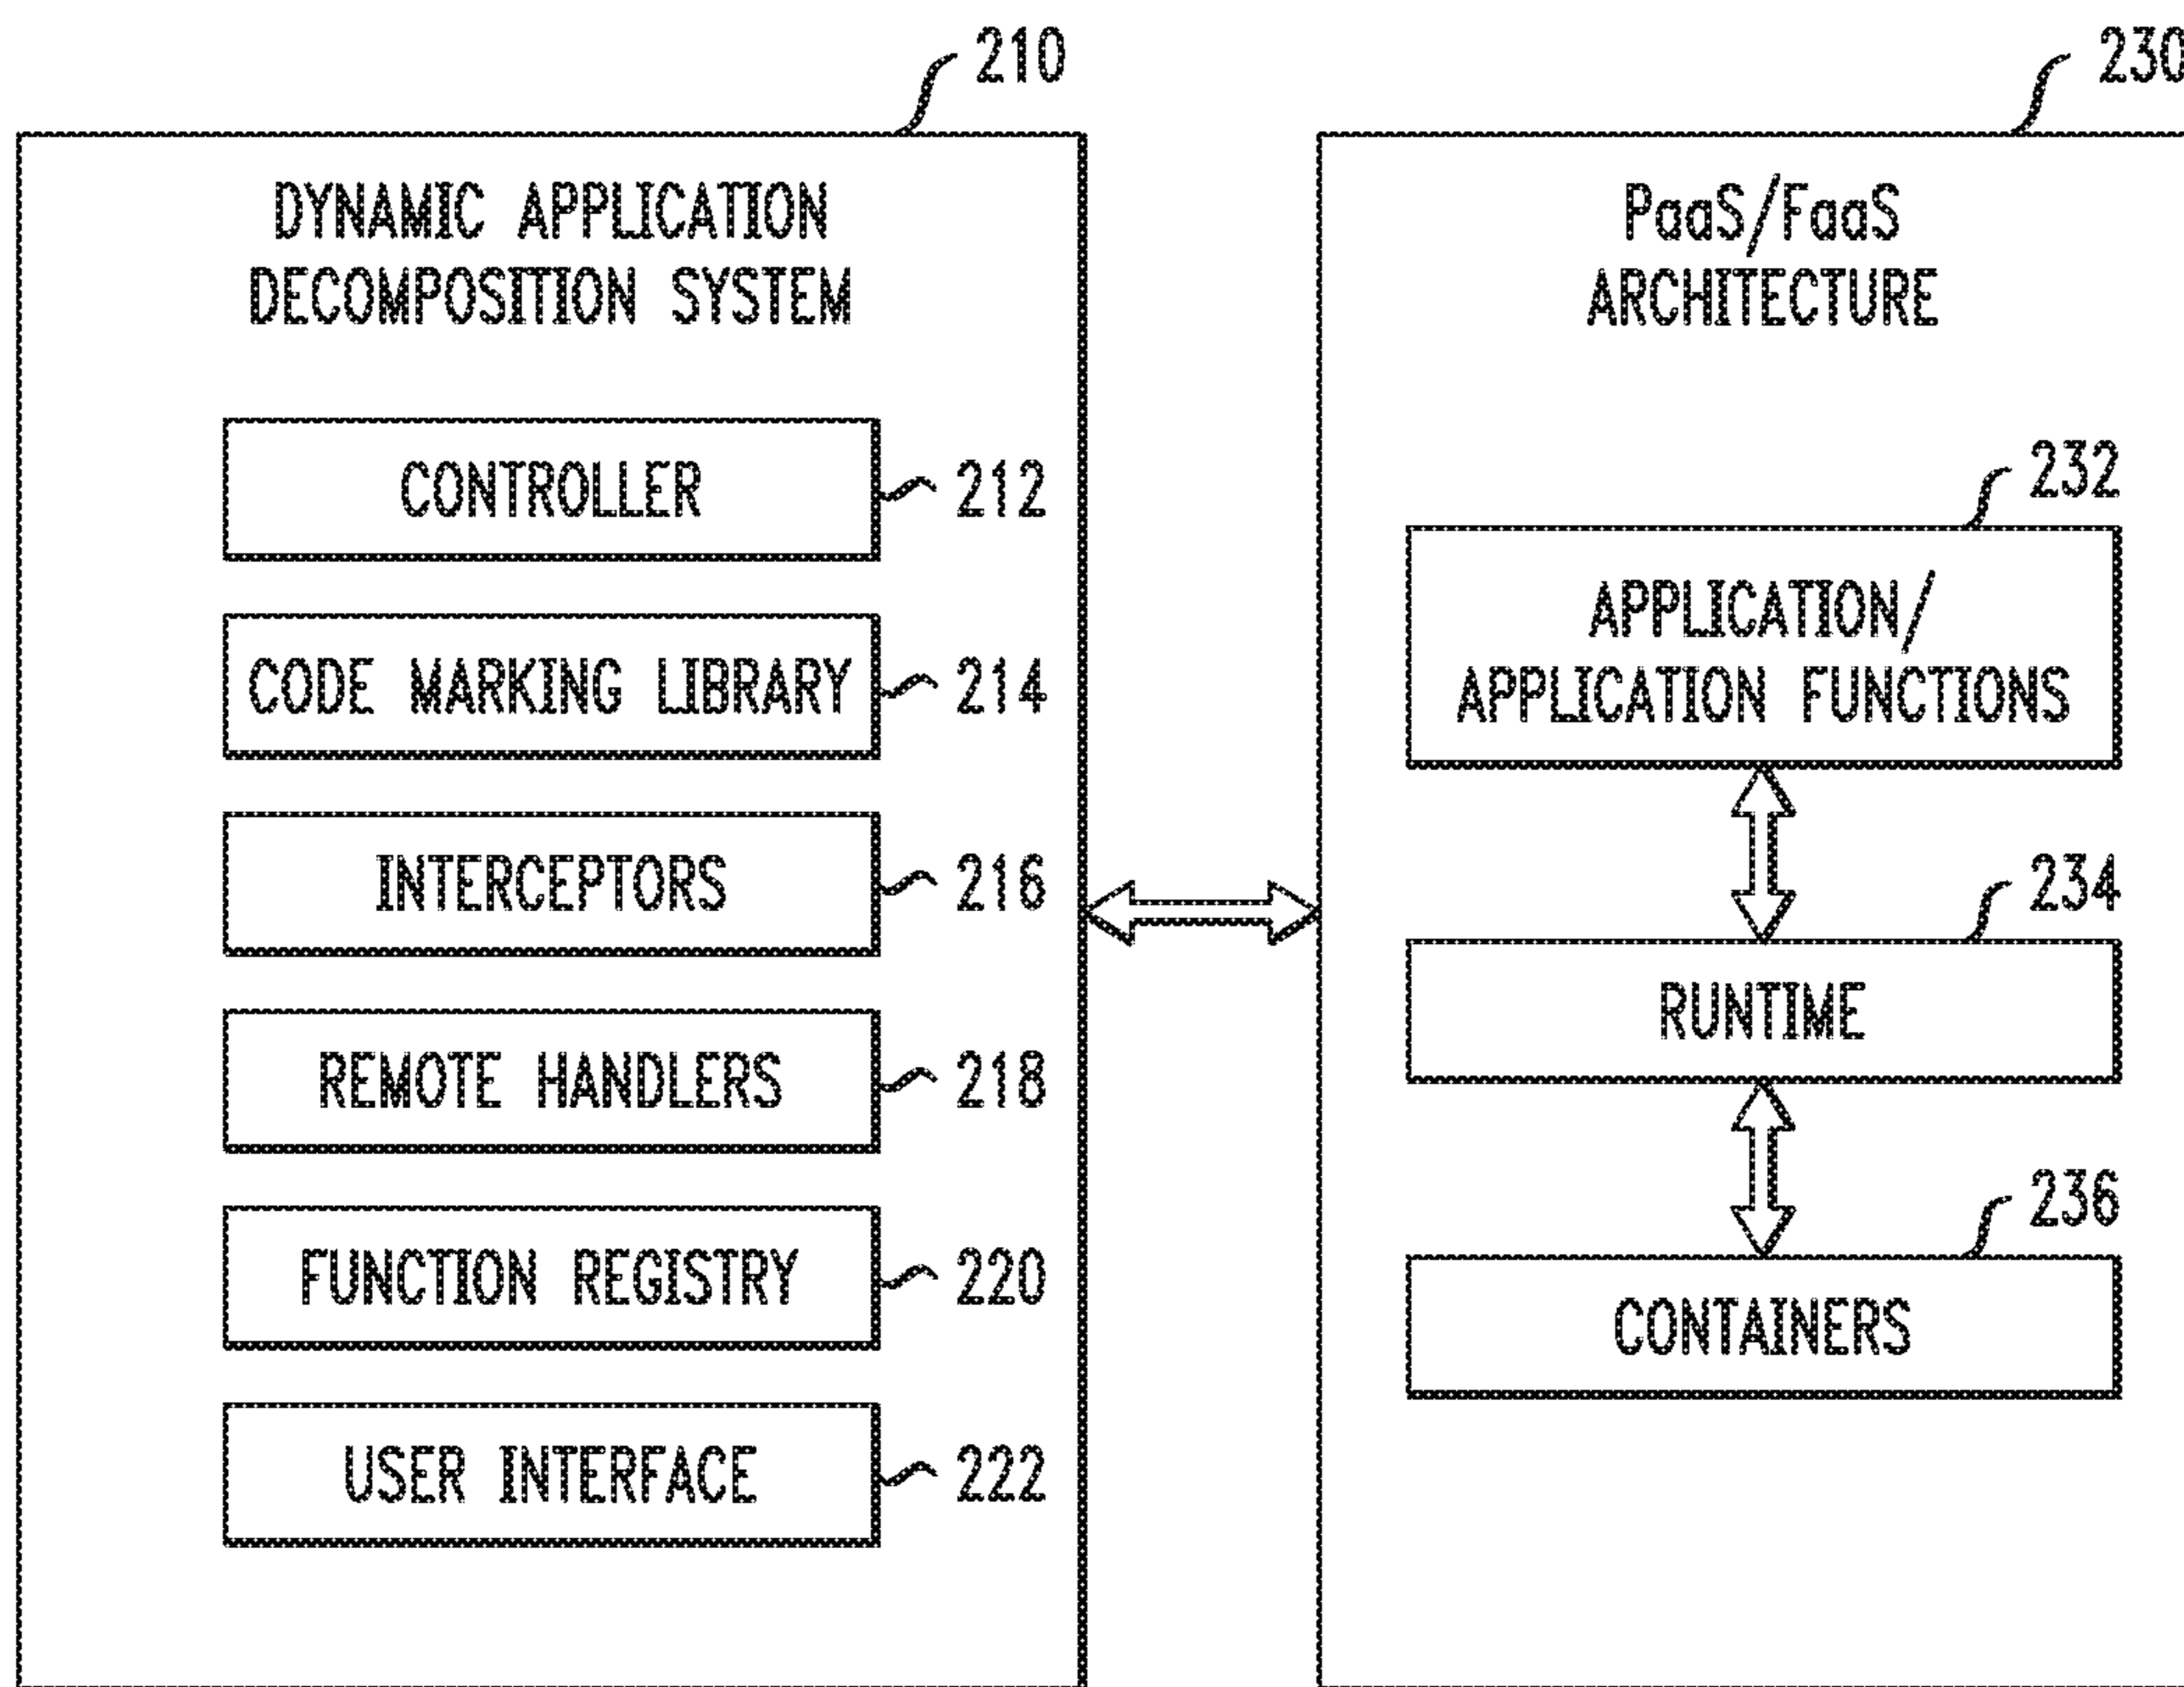 210
DYNAMIC APPLICATION
DECOMPOSITION SYSTEM
CONTROLLER
212
CODE MARKING LIBRARY
214
INTERCEPTORS
216
REMOTE HANDLERS
218
FUNCTION REGISTRY
220
USER INTERFACE
222
230
PaaS/FaaS
ARCHITECTURE
232
APPLICATION/
APPLICATION FUNCTIONS
234
RUNTIME
236
CONTAINERS